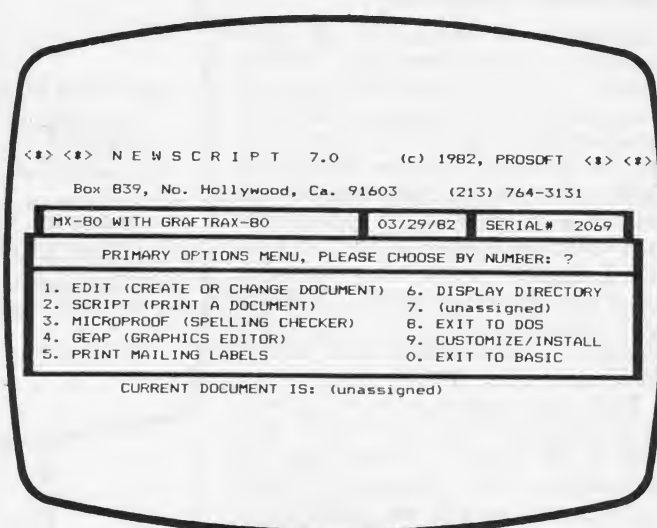 <*> <*> N E W S C R I P T 7.0 (c) 1982, PROSOFT <*> <*>
Box 839, No. Hollywood, Ca. 91603 (213) 764-3131
MX-80 WITH GRAFTRAX-80 03/29/82 SERIAL# 2069
PRIMARY OPTIONS MENU, PLEASE CHOOSE BY NUMBER: ?
1. EDIT (CREATE OR CHANGE DOCUMENT) 6. DISPLAY DIRECTORY
2. SCRIPT (PRINT A DOCUMENT) 7. (unassigned)
3. MICROPROOF (SPELLING CHECKER) 8. EXIT TO DOS
4. GEAP (GRAPHICS EDITOR) 9. CUSTOMIZE/INSTALL
5. PRINT MAILING LABELS 0. EXIT TO BASIC
CURRENT DOCUMENT IS: (unassigned)